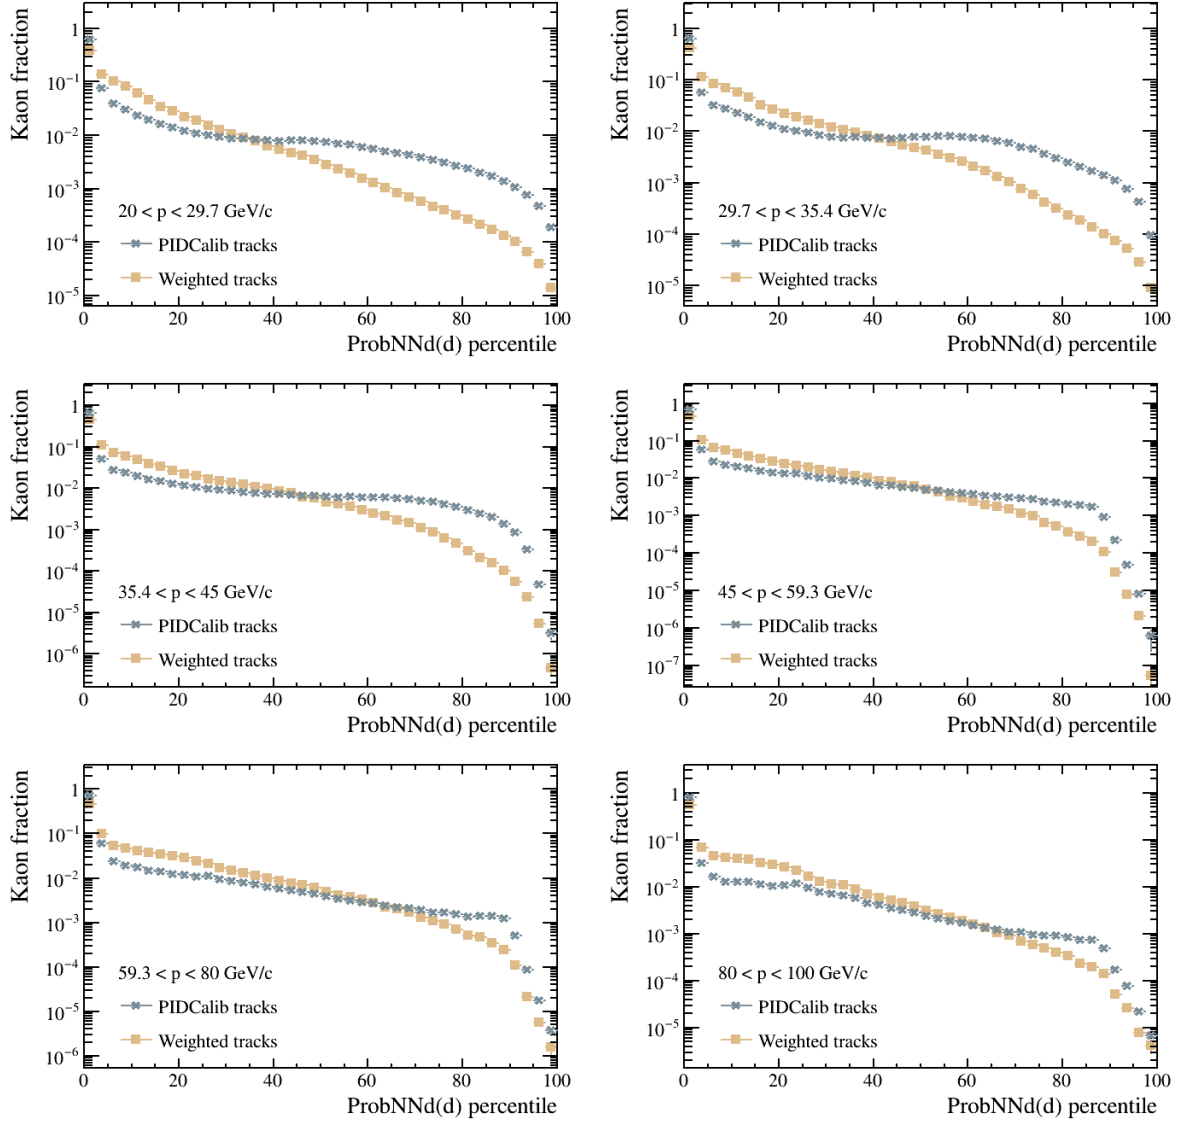 Kaon fraction
1
10⁻¹
10⁻²
10⁻³
10⁻⁴
10⁻⁵
20 < p < 29.7 GeV/c
PIDCalib tracks
Weighted tracks
0 20 40 60 80 100
ProbNNd(d) percentile
Kaon fraction
1
10⁻¹
10⁻²
10⁻³
10⁻⁴
10⁻⁵
29.7 < p < 35.4 GeV/c
PIDCalib tracks
Weighted tracks
0 20 40 60 80 100
ProbNNd(d) percentile
Kaon fraction
1
10⁻¹
10⁻²
10⁻³
10⁻⁴
10⁻⁵
10⁻⁶
35.4 < p < 45 GeV/c
PIDCalib tracks
Weighted tracks
0 20 40 60 80 100
ProbNNd(d) percentile
Kaon fraction
1
10⁻¹
10⁻²
10⁻³
10⁻⁴
10⁻⁵
10⁻⁶
10⁻⁷
45 < p < 59.3 GeV/c
PIDCalib tracks
Weighted tracks
0 20 40 60 80 100
ProbNNd(d) percentile
Kaon fraction
1
10⁻¹
10⁻²
10⁻³
10⁻⁴
10⁻⁵
10⁻⁶
59.3 < p < 80 GeV/c
PIDCalib tracks
Weighted tracks
0 20 40 60 80 100
ProbNNd(d) percentile
Kaon fraction
1
10⁻¹
10⁻²
10⁻³
10⁻⁴
10⁻⁵
80 < p < 100 GeV/c
PIDCalib tracks
Weighted tracks
0 20 40 60 80 100
ProbNNd(d) percentile